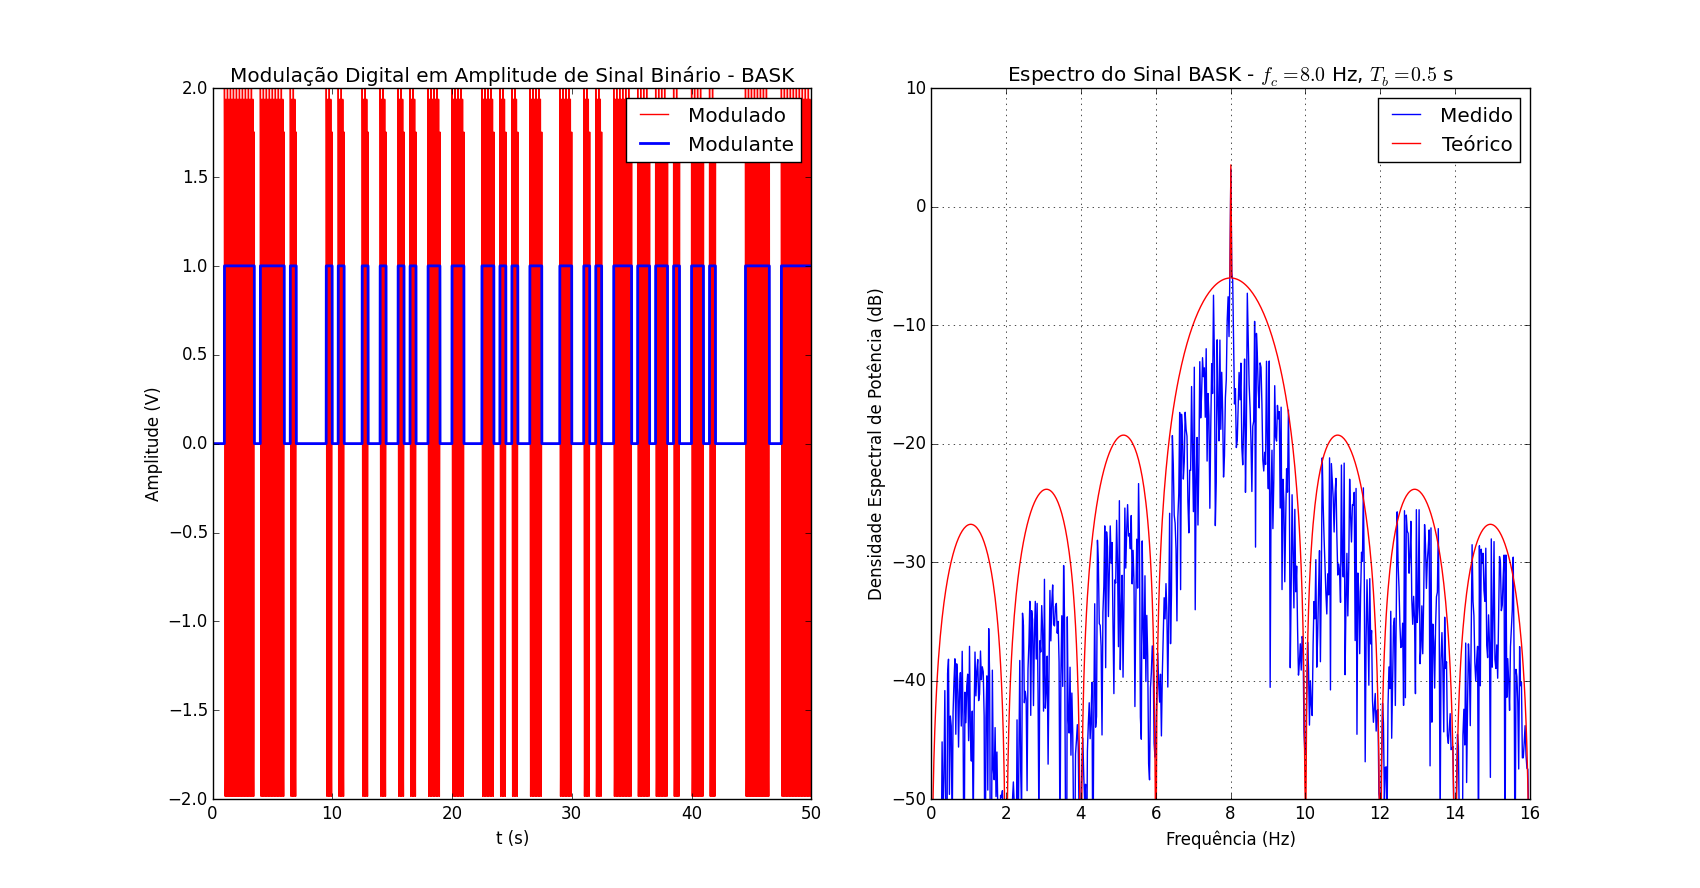 Modulação Digital em Amplitude de Sinal Binário - BASK
Modulado
Modulante
2.0
1.5
1.0
0.5
0.0
−0.5
−1.0
−1.5
−2.0
Amplitude (V)
0 10 20 30 40 50
t (s)
Espectro do Sinal BASK - f_c = 8.0 Hz, T_b = 0.5 s
Medido
Teórico
10
0
−10
−20
−30
−40
−50
Densidade Espectral de Potência (dB)
0 2 4 6 8 10 12 14 16
Frequência (Hz)